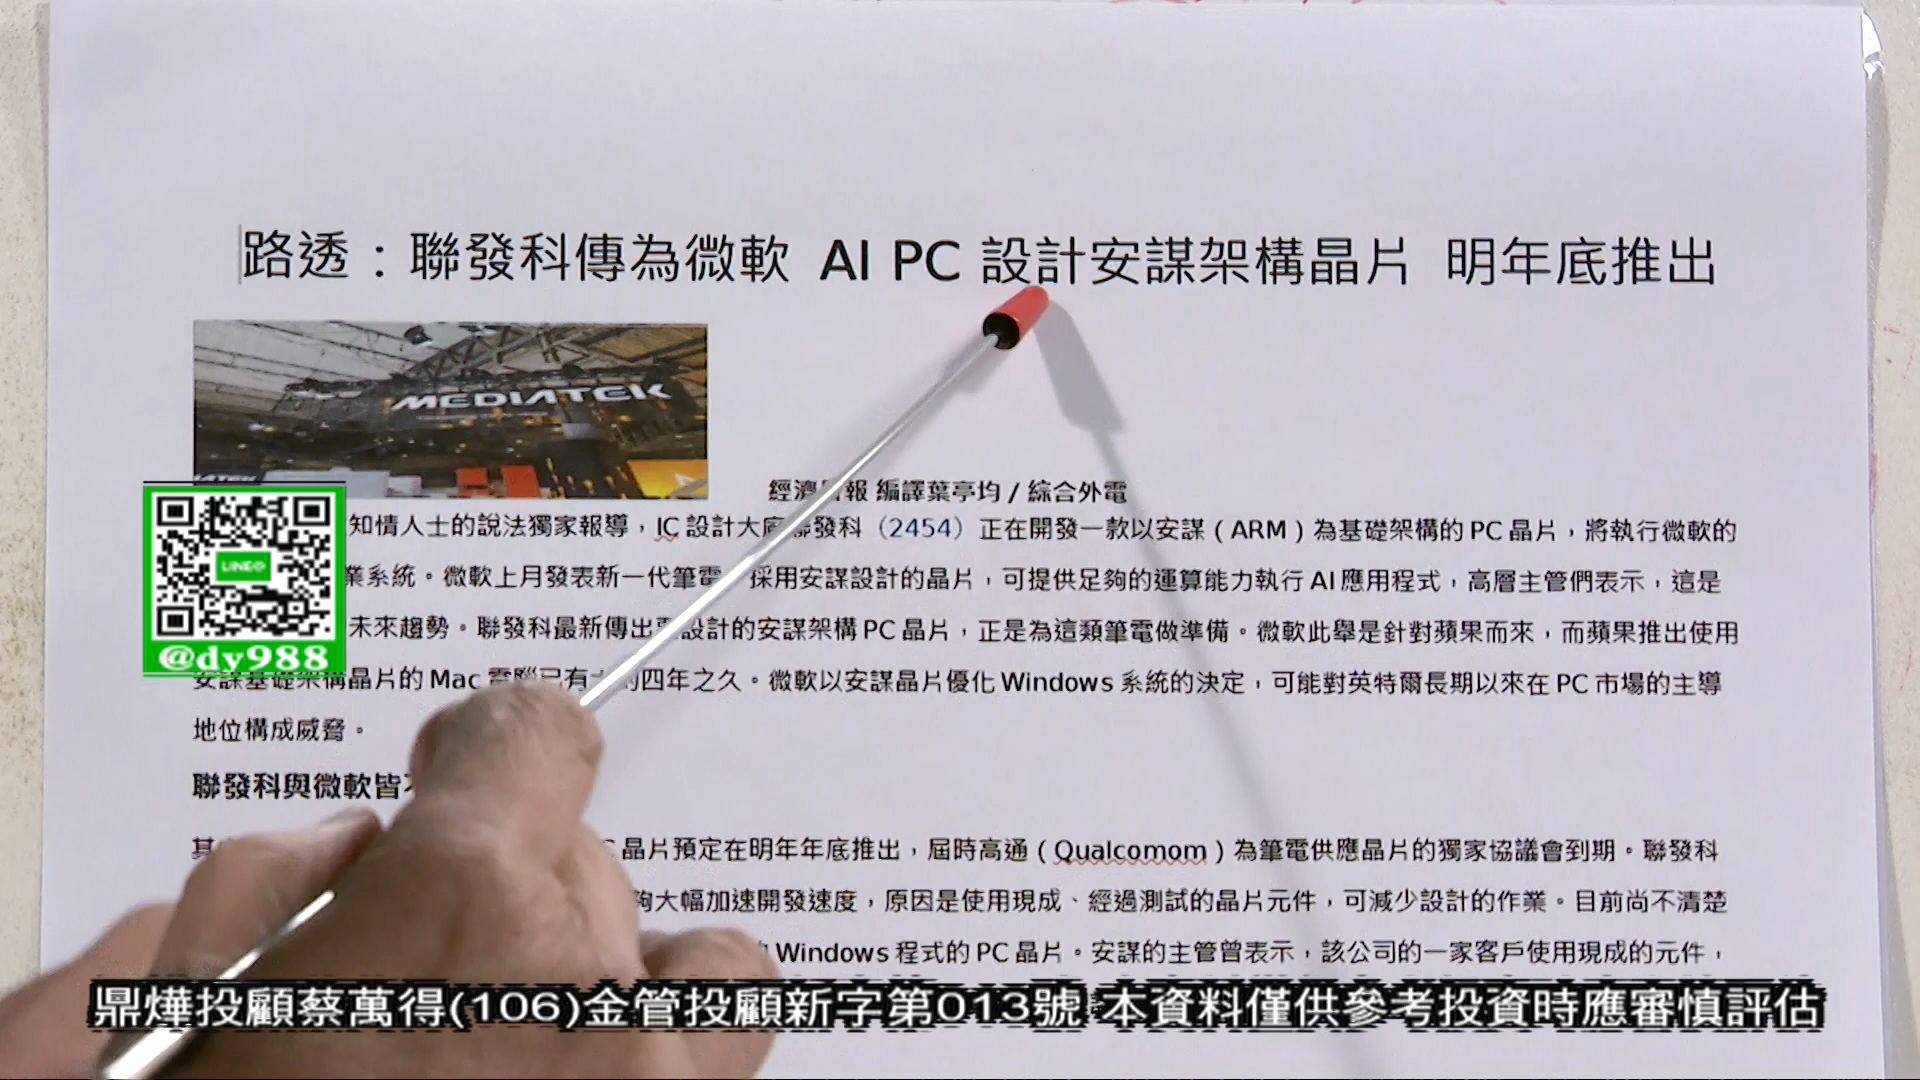 路透：聯發科傳為微軟 AI PC 設計安謀架構晶片 明年底推出
MEDIATEK
經濟日報 編譯葉亭均 / 綜合外電
知情人士的說法獨家報導，IC 設計大廠聯發科（2454）正在開發一款以安謀（ARM）為基礎架構的 PC 晶片，將執行微軟的
業系統。微軟上月發表新一代筆電 採用安謀設計的晶片，可提供足夠的運算能力執行 AI 應用程式，高層主管們表示，這是
未來趨勢。聯發科最新傳出要設計的安謀架構 PC 晶片，正是為這類筆電做準備。微軟此舉是針對蘋果而來，而蘋果推出使用
安謀基礎架構晶片的 Mac 電腦已有 的四年之久。微軟以安謀晶片優化 Windows 系統的決定，可能對英特爾長期以來在 PC 市場的主導
地位構成威脅。
聯發科與微軟皆
晶片預定在明年年底推出，屆時高通（Qualcomom）為筆電供應晶片的獨家協議會到期。聯發科
夠大幅加速開發速度，原因是使用現成、經過測試的晶片元件，可減少設計的作業。目前尚不清楚
的 Windows 程式的 PC 晶片。安謀的主管曾表示，該公司的一家客戶使用現成的元件，
LINE@
@dy988
鼎燁投顧蔡萬得(106)金管投顧新字第013號 本資料僅供參考投資時應審慎評估